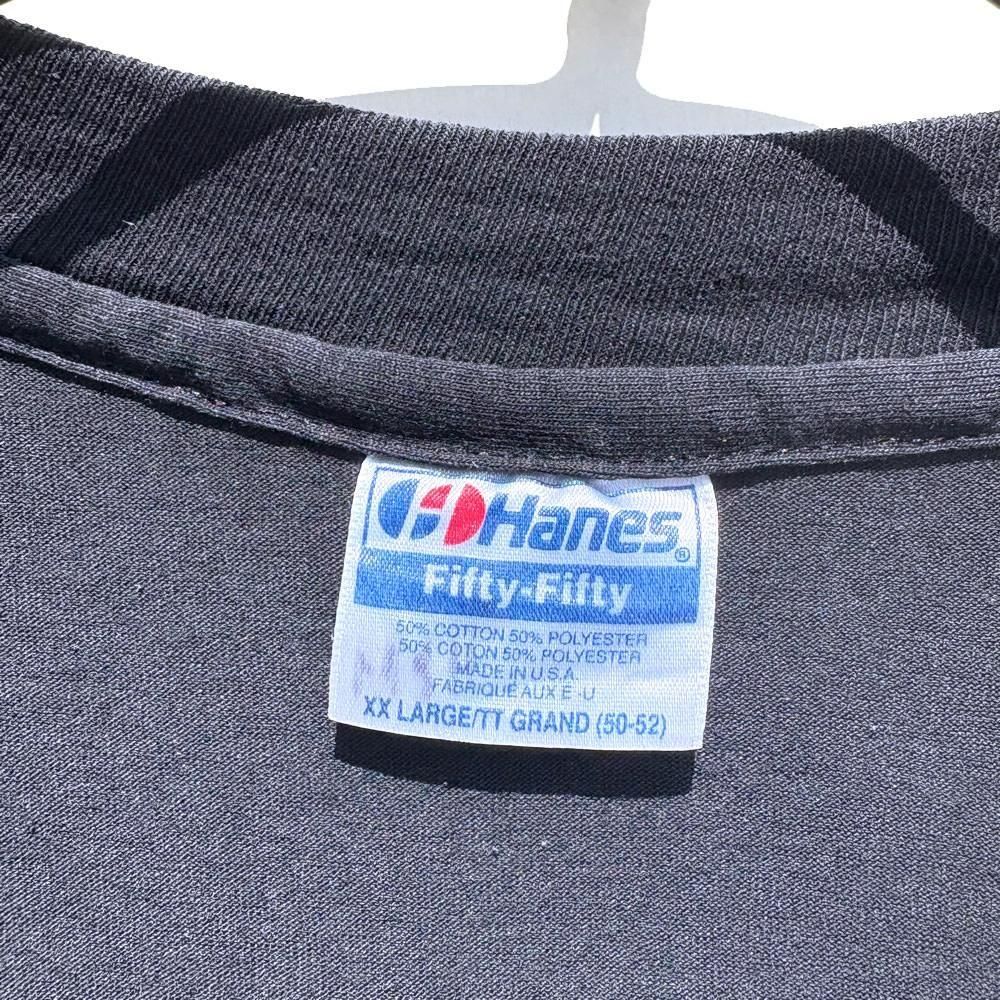 Hanes®
Fifty-Fifty
50% COTTON 50% POLYESTER
50% COTON 50% POLYESTER
MADE IN U.S.A.
FABRIQUÉ AUX É.-U
XX LARGE/TT GRAND (50-52)